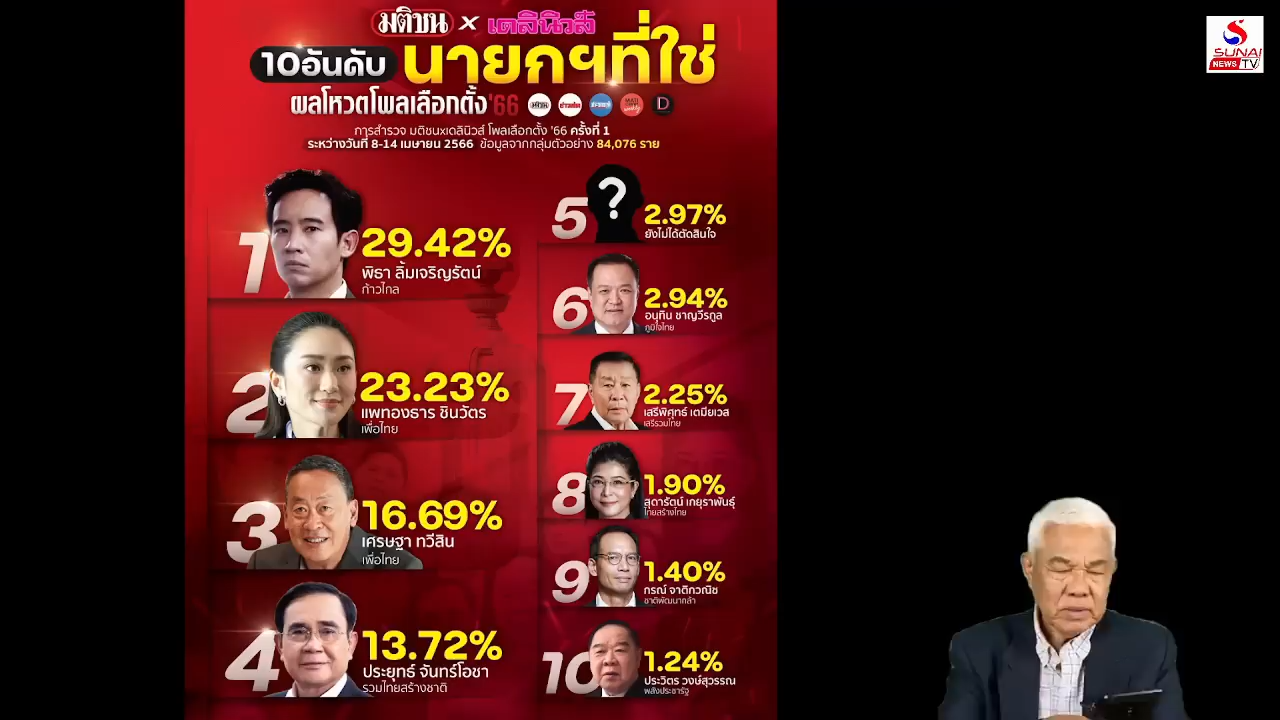 มติชน x เดลินิวส์
10อันดับ นายกฯที่ใช่
ผลโหวตโพลเลือกตั้ง'66
มติชน
ข่าวสด
D
การสำรวจ มติชนxเดลินิวส์ โพลเลือกตั้ง '66 ครั้งที่ 1
ระหว่างวันที่ 8-14 เมษายน 2566 ข้อมูลจากกลุ่มตัวอย่าง 84,076 ราย
1
29.42%
พิธา ลิ้มเจริญรัตน์
ก้าวไกล
2
23.23%
แพทองธาร ชินวัตร
เพื่อไทย
3
16.69%
เศรษฐา ทวีสิน
เพื่อไทย
4
13.72%
ประยุทธ์ จันทร์โอชา
รวมไทยสร้างชาติ
5
?
2.97%
ยังไม่ได้ตัดสินใจ
6
2.94%
อนุทิน ชาญวีรกูล
ภูมิใจไทย
7
2.25%
เสรีพิศุทธ์ เตมียเวส
เสรีรวมไทย
8
1.90%
สุดารัตน์ เกยุราพันธุ์
ไทยสร้างไทย
9
1.40%
กรณ์ จาติกวณิช
ชาติพัฒนากล้า
10
1.24%
ประวิตร วงษ์สุวรรณ
พลังประชารัฐ
SUNAI
NEWS TV